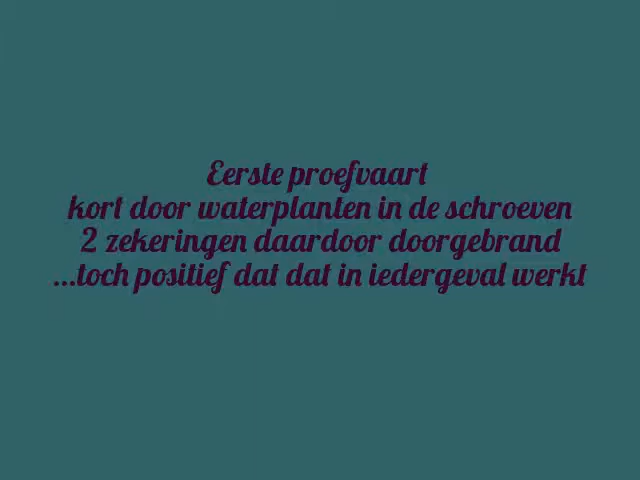 Eerste proefvaart
kort door waterplanten in de schroeven
2 zekeringen daardoor doorgebrand
...toch positief dat dat in iedergeval werkt